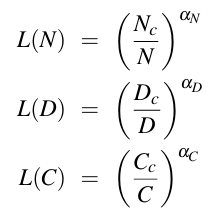 L(N) = (N_c / N)^{α_N}
L(D) = (D_c / D)^{α_D}
L(C) = (C_c / C)^{α_C}